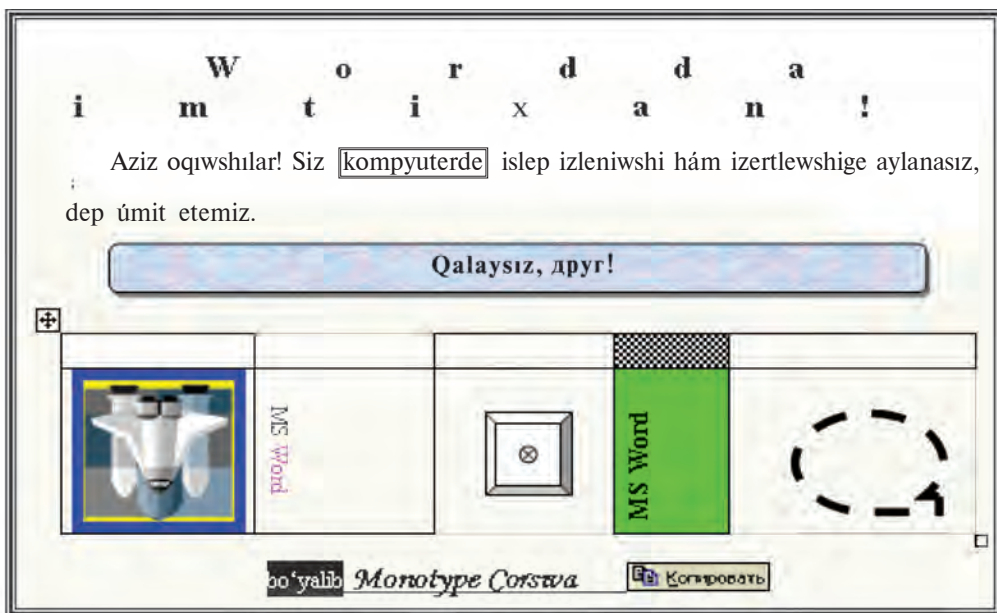 W o r d d a
i m t i x a n !
Aziz oqıwshılar! Siz kompyuterde islep izleniwshi hám izertlewshige aylanasız,
dep úmit etemiz.
Qalaysız, друг!
MS Word
MS Word
bo‘yalib Monotype Corsıva Копировать